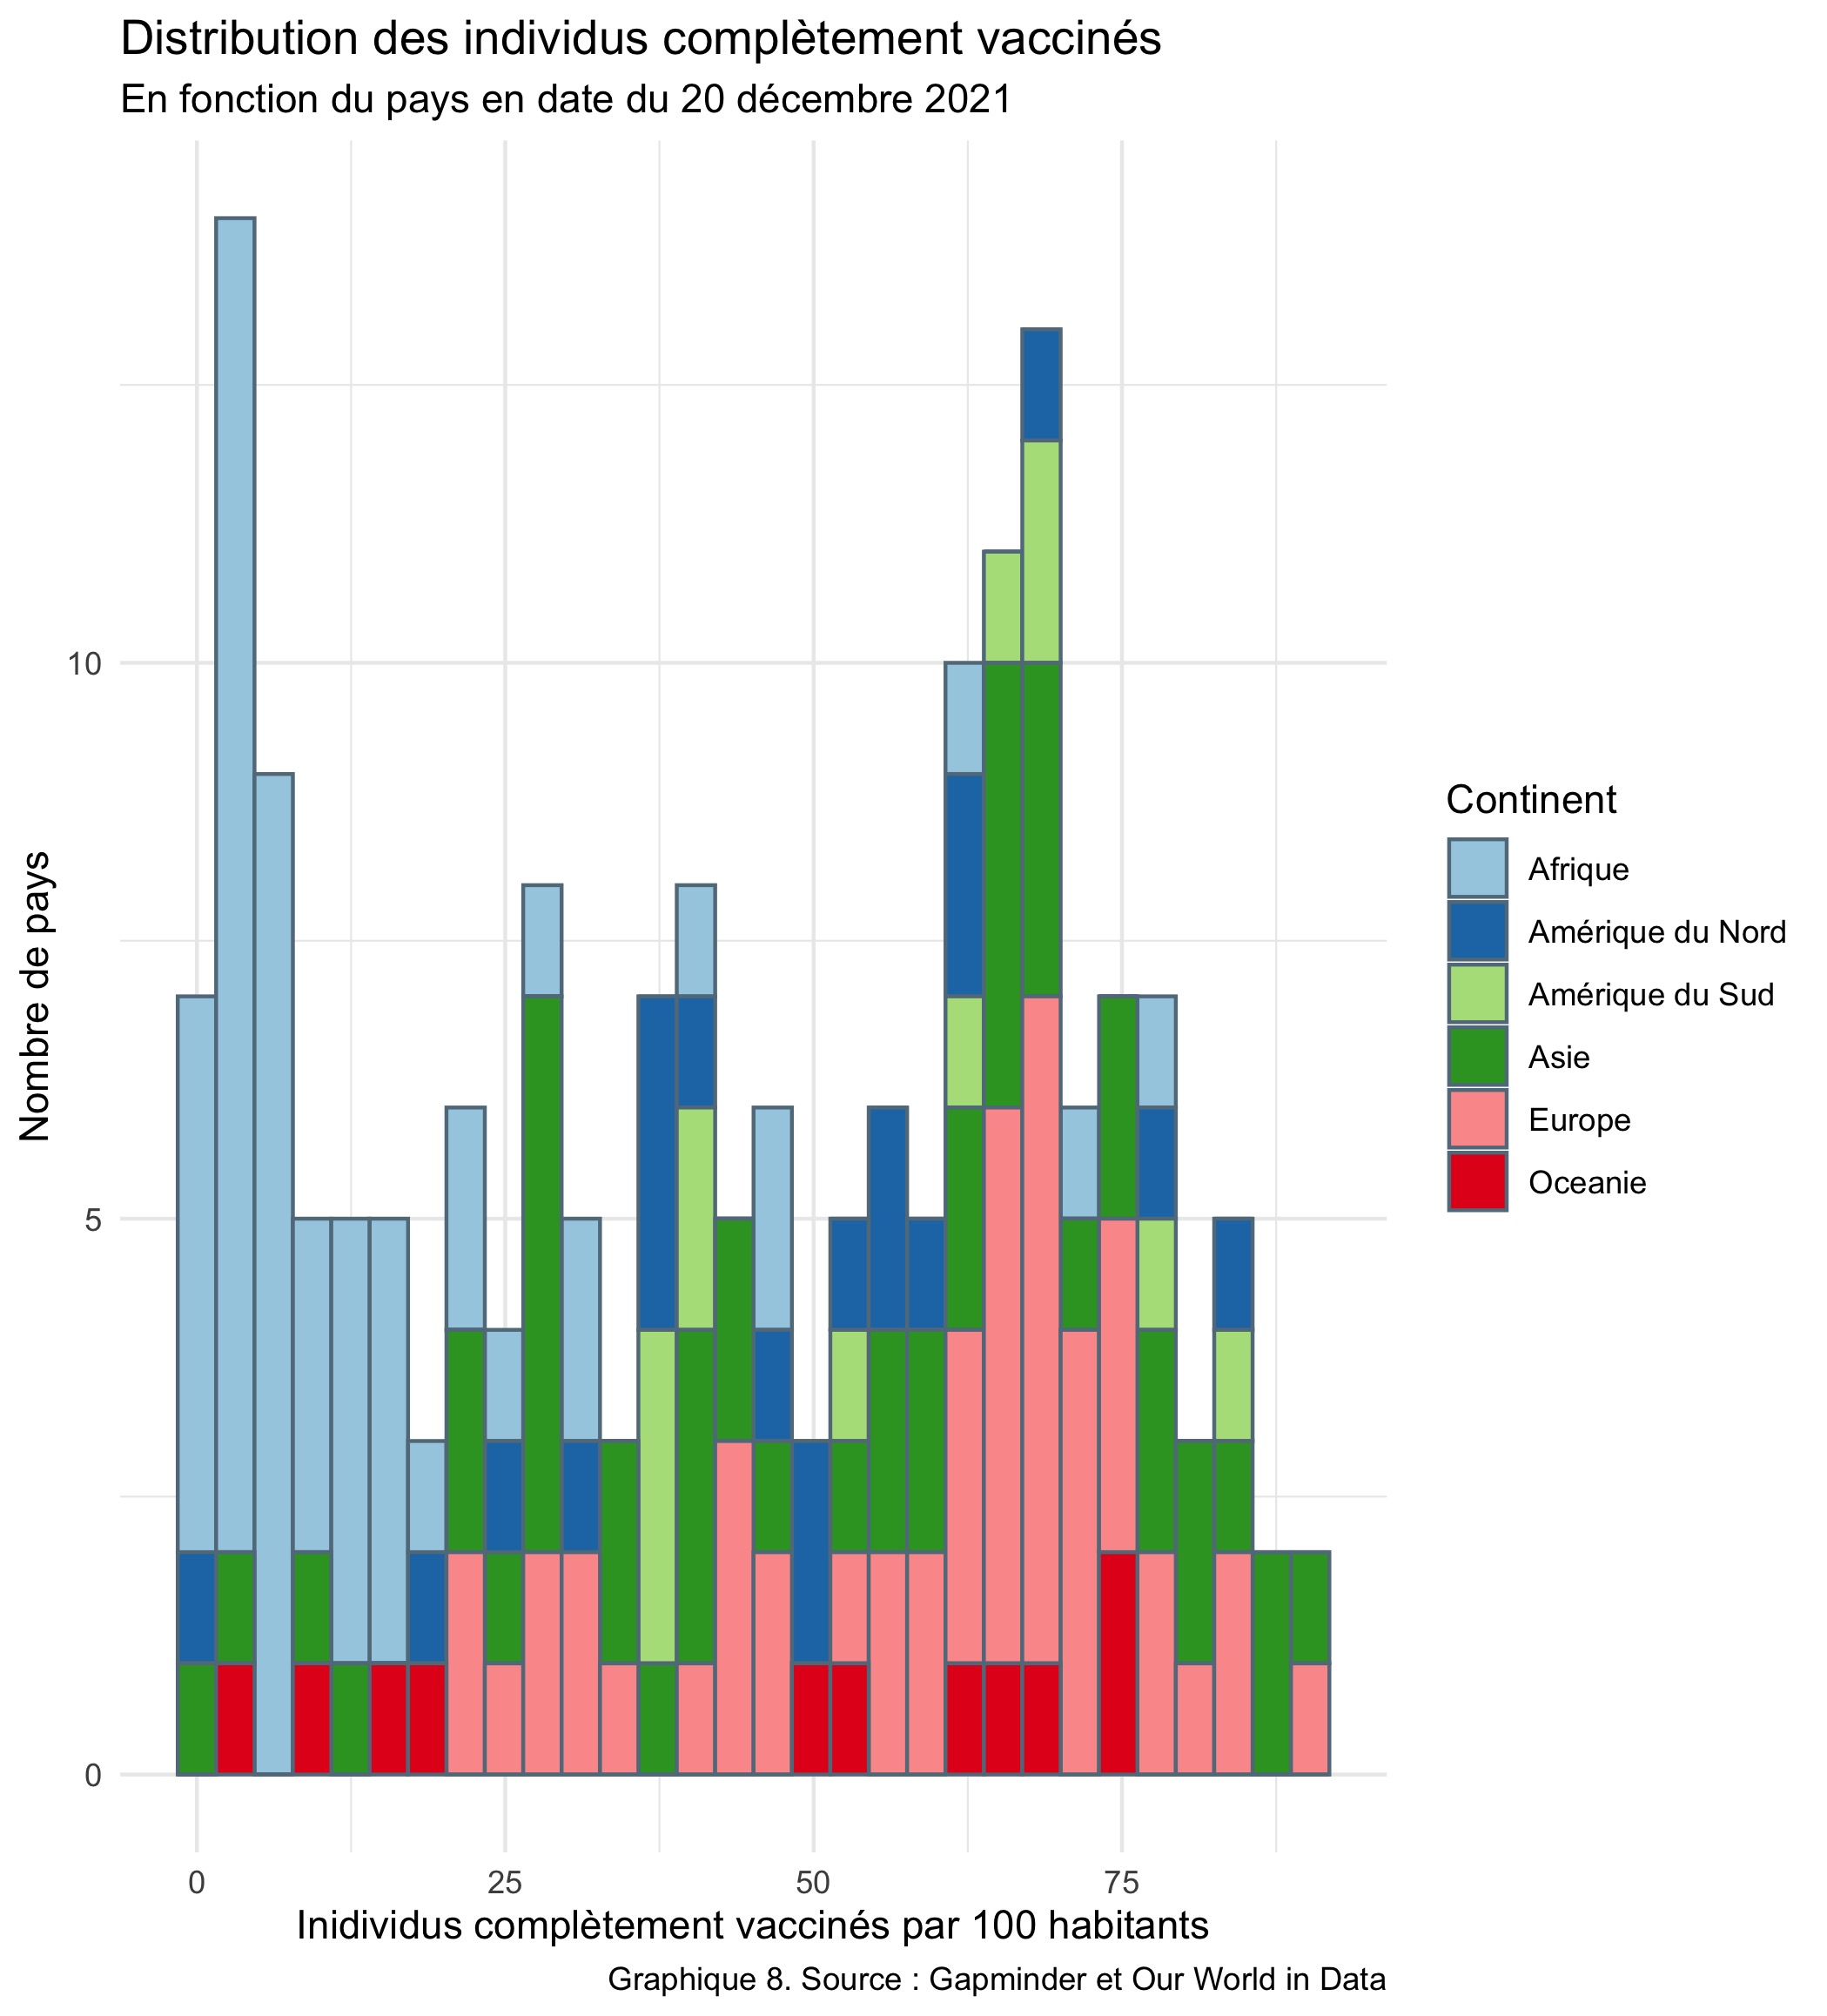 Distribution des individus complètement vaccinés
En fonction du pays en date du 20 décembre 2021
Nombre de pays
10
5
0
0
25
50
75
Inidividus complètement vaccinés par 100 habitants
Graphique 8. Source : Gapminder et Our World in Data
Continent
Afrique
Amérique du Nord
Amérique du Sud
Asie
Europe
Oceanie